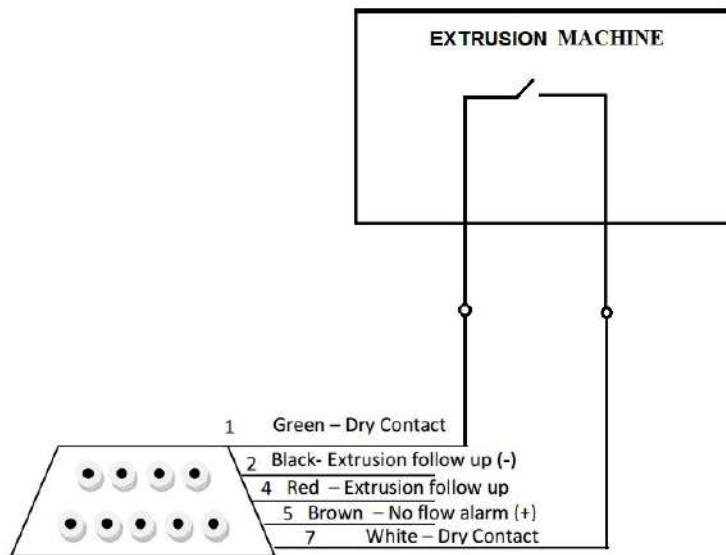 EXTRUSION MACHINE
1 Green – Dry Contact
2 Black- Extrusion follow up (-)
4 Red – Extrusion follow up
5 Brown – No flow alarm (+)
7 White – Dry Contact